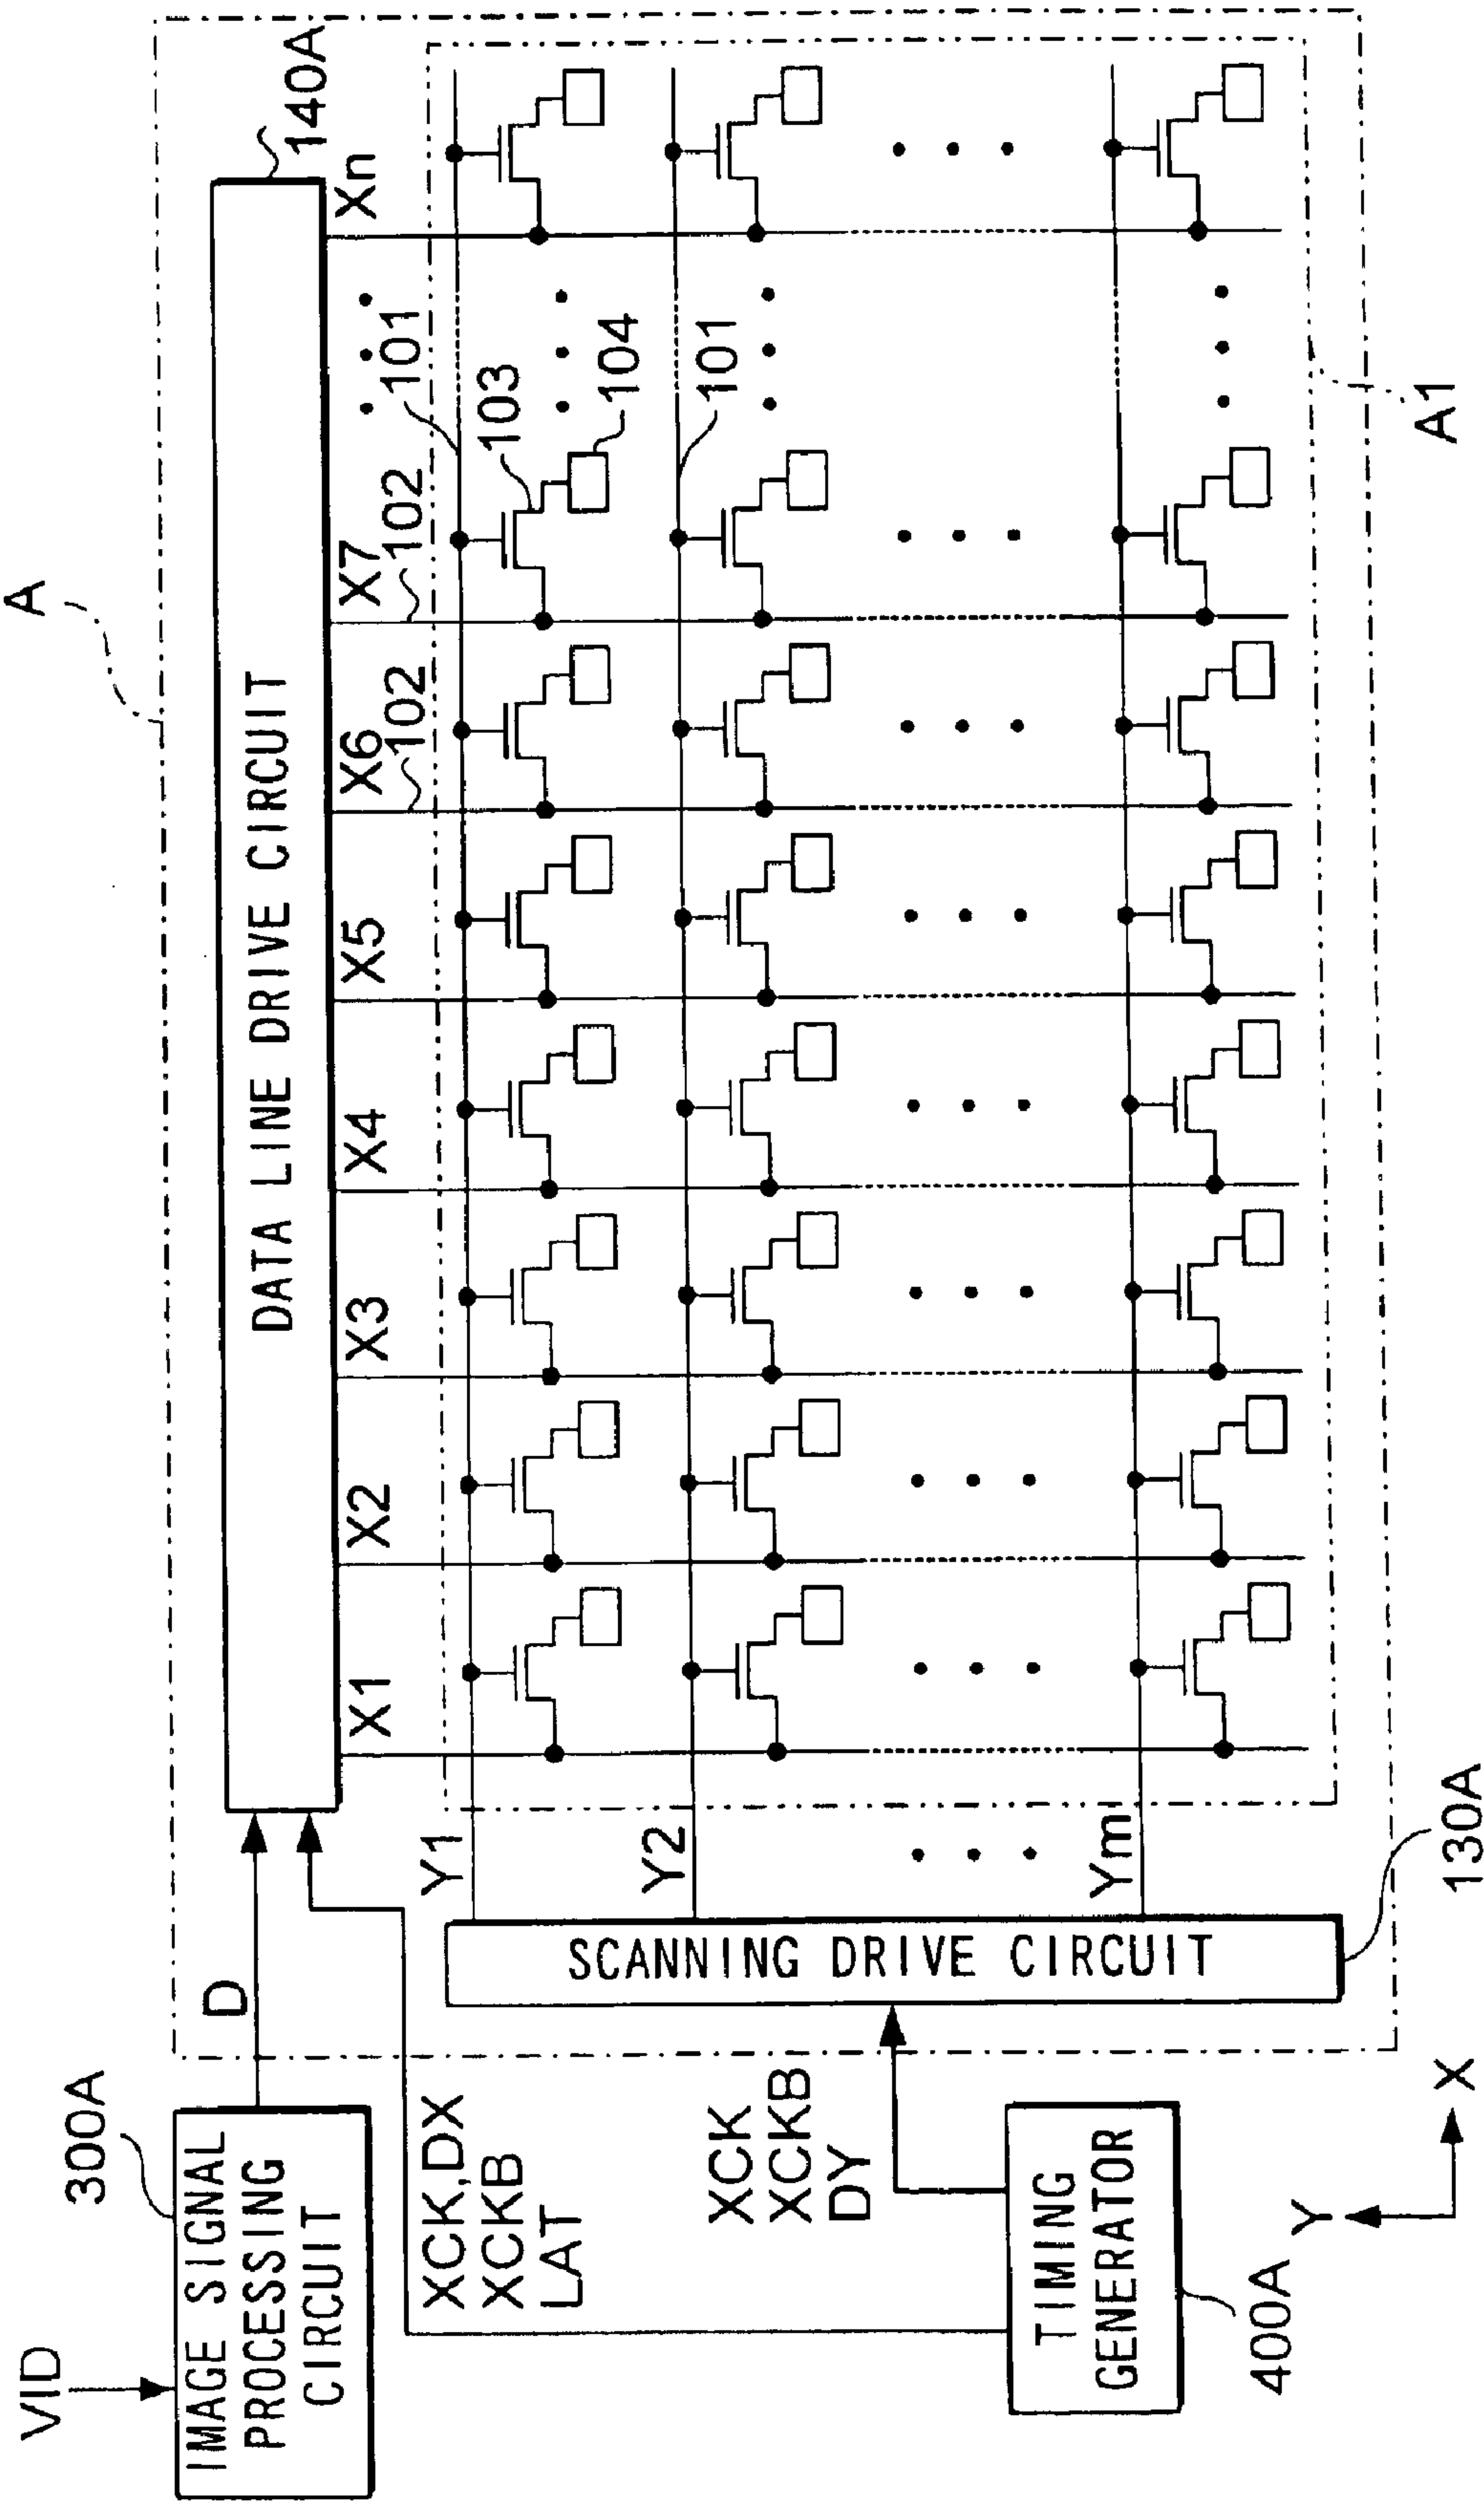 VID
300A
IMAGE SIGNAL
PROCESSING
CIRCUIT
D
A
DATA LINE DRIVE CIRCUIT
140A
XCK,DX
XCKB
LAT
X1
X2
X3
X4
X5
X6
X7
Xn
102
102
101
103
104
101
Y1
Y2
Ym
SCANNING DRIVE CIRCUIT
130A
XCK
XCKB
DY
TIMING
GENERATOR
400A
A1
Y
X